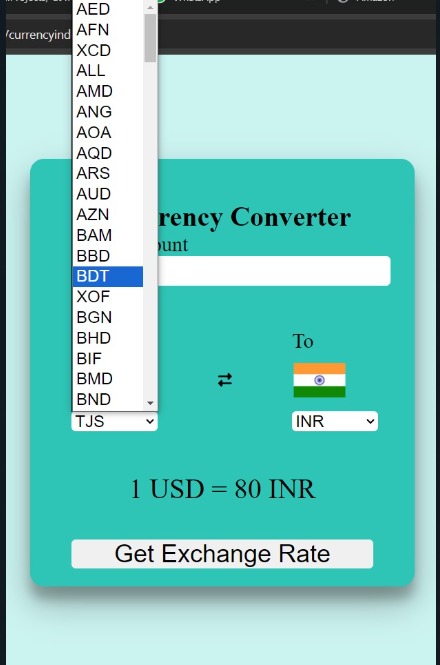 /currencyind
AED
AFN
XCD
ALL
AMD
ANG
AOA
AQD
ARS
AUD
AZN
BAM
BBD
BDT
XOF
BGN
BHD
BIF
BMD
BND
rency Converter
ount
To
TJS
INR
1 USD = 80 INR
Get Exchange Rate